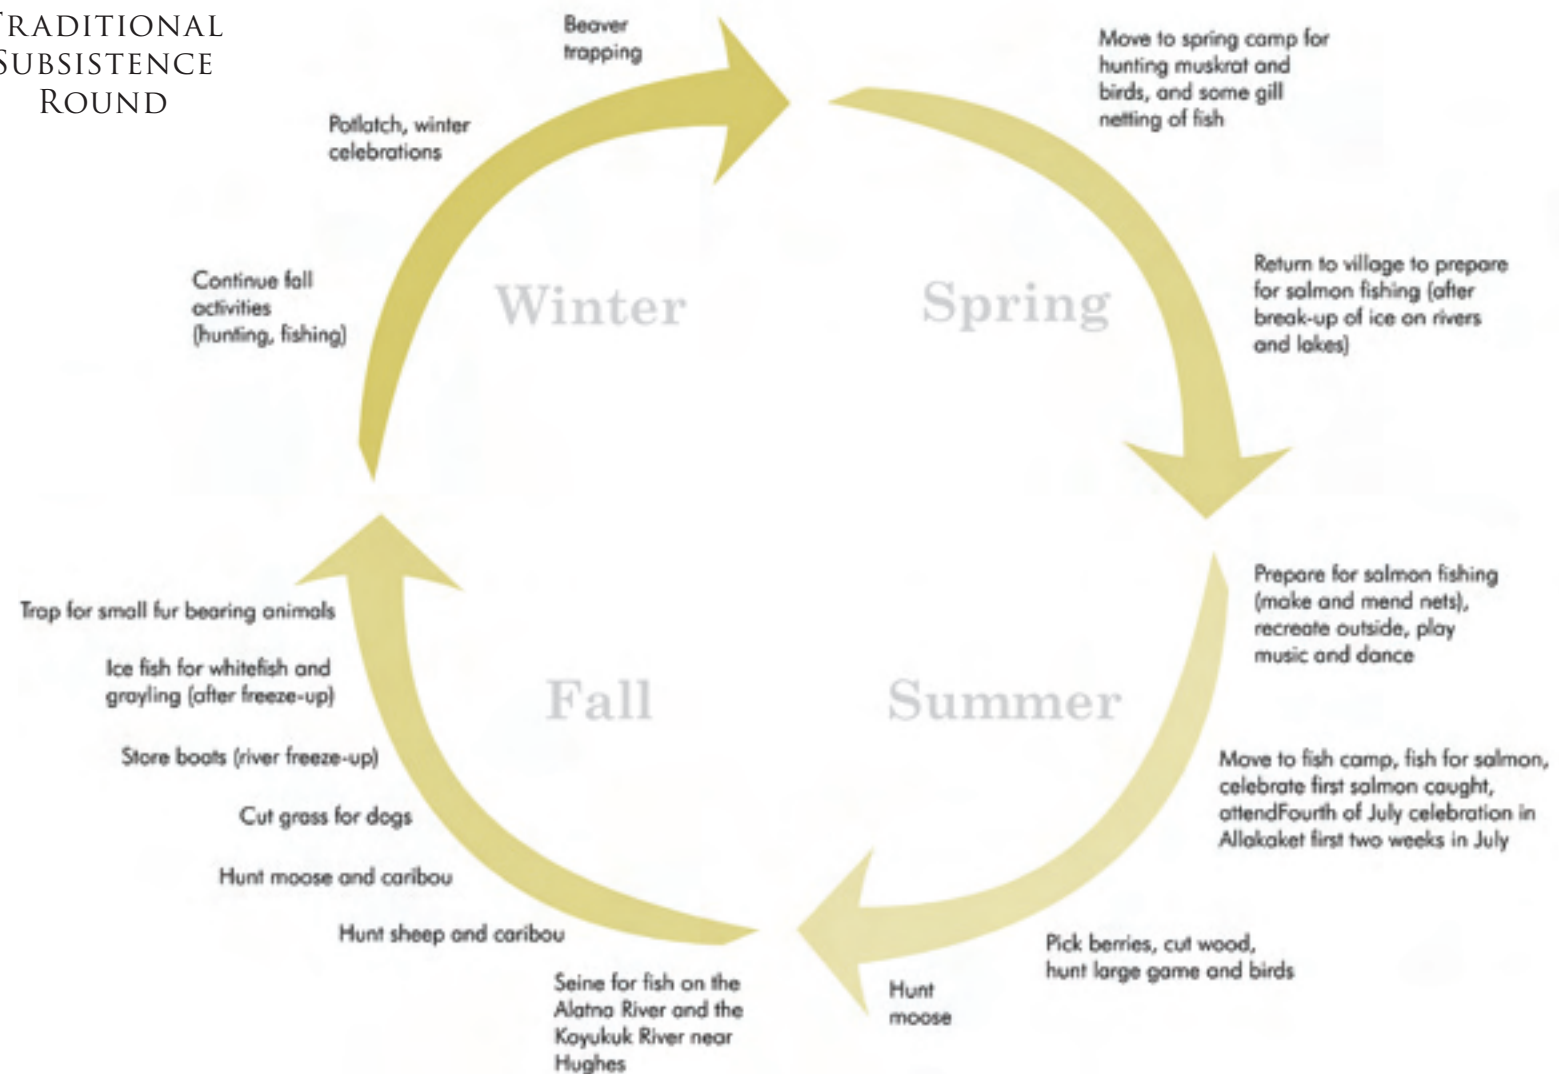 TRADITIONAL
SUBSISTENCE
ROUND
Beaver
trapping
Potlatch, winter
celebrations
Continue fall
activities
(hunting, fishing)
Winter
Move to spring camp for
hunting muskrat and
birds, and some gill
netting of fish
Return to village to prepare
for salmon fishing (after
break-up of ice on rivers
and lakes)
Spring
Prepare for salmon fishing
(make and mend nets),
recreate outside, play
music and dance
Move to fish camp, fish for salmon,
celebrate first salmon caught,
attendFourth of July celebration in
Allakaket first two weeks in July
Pick berries, cut wood,
hunt large game and birds
Hunt
moose
Summer
Seine for fish on the
Alatna River and the
Koyukuk River near
Hughes
Hunt sheep and caribou
Hunt moose and caribou
Cut grass for dogs
Store boats (river freeze-up)
Ice fish for whitefish and
grayling (after freeze-up)
Trap for small fur bearing animals
Fall